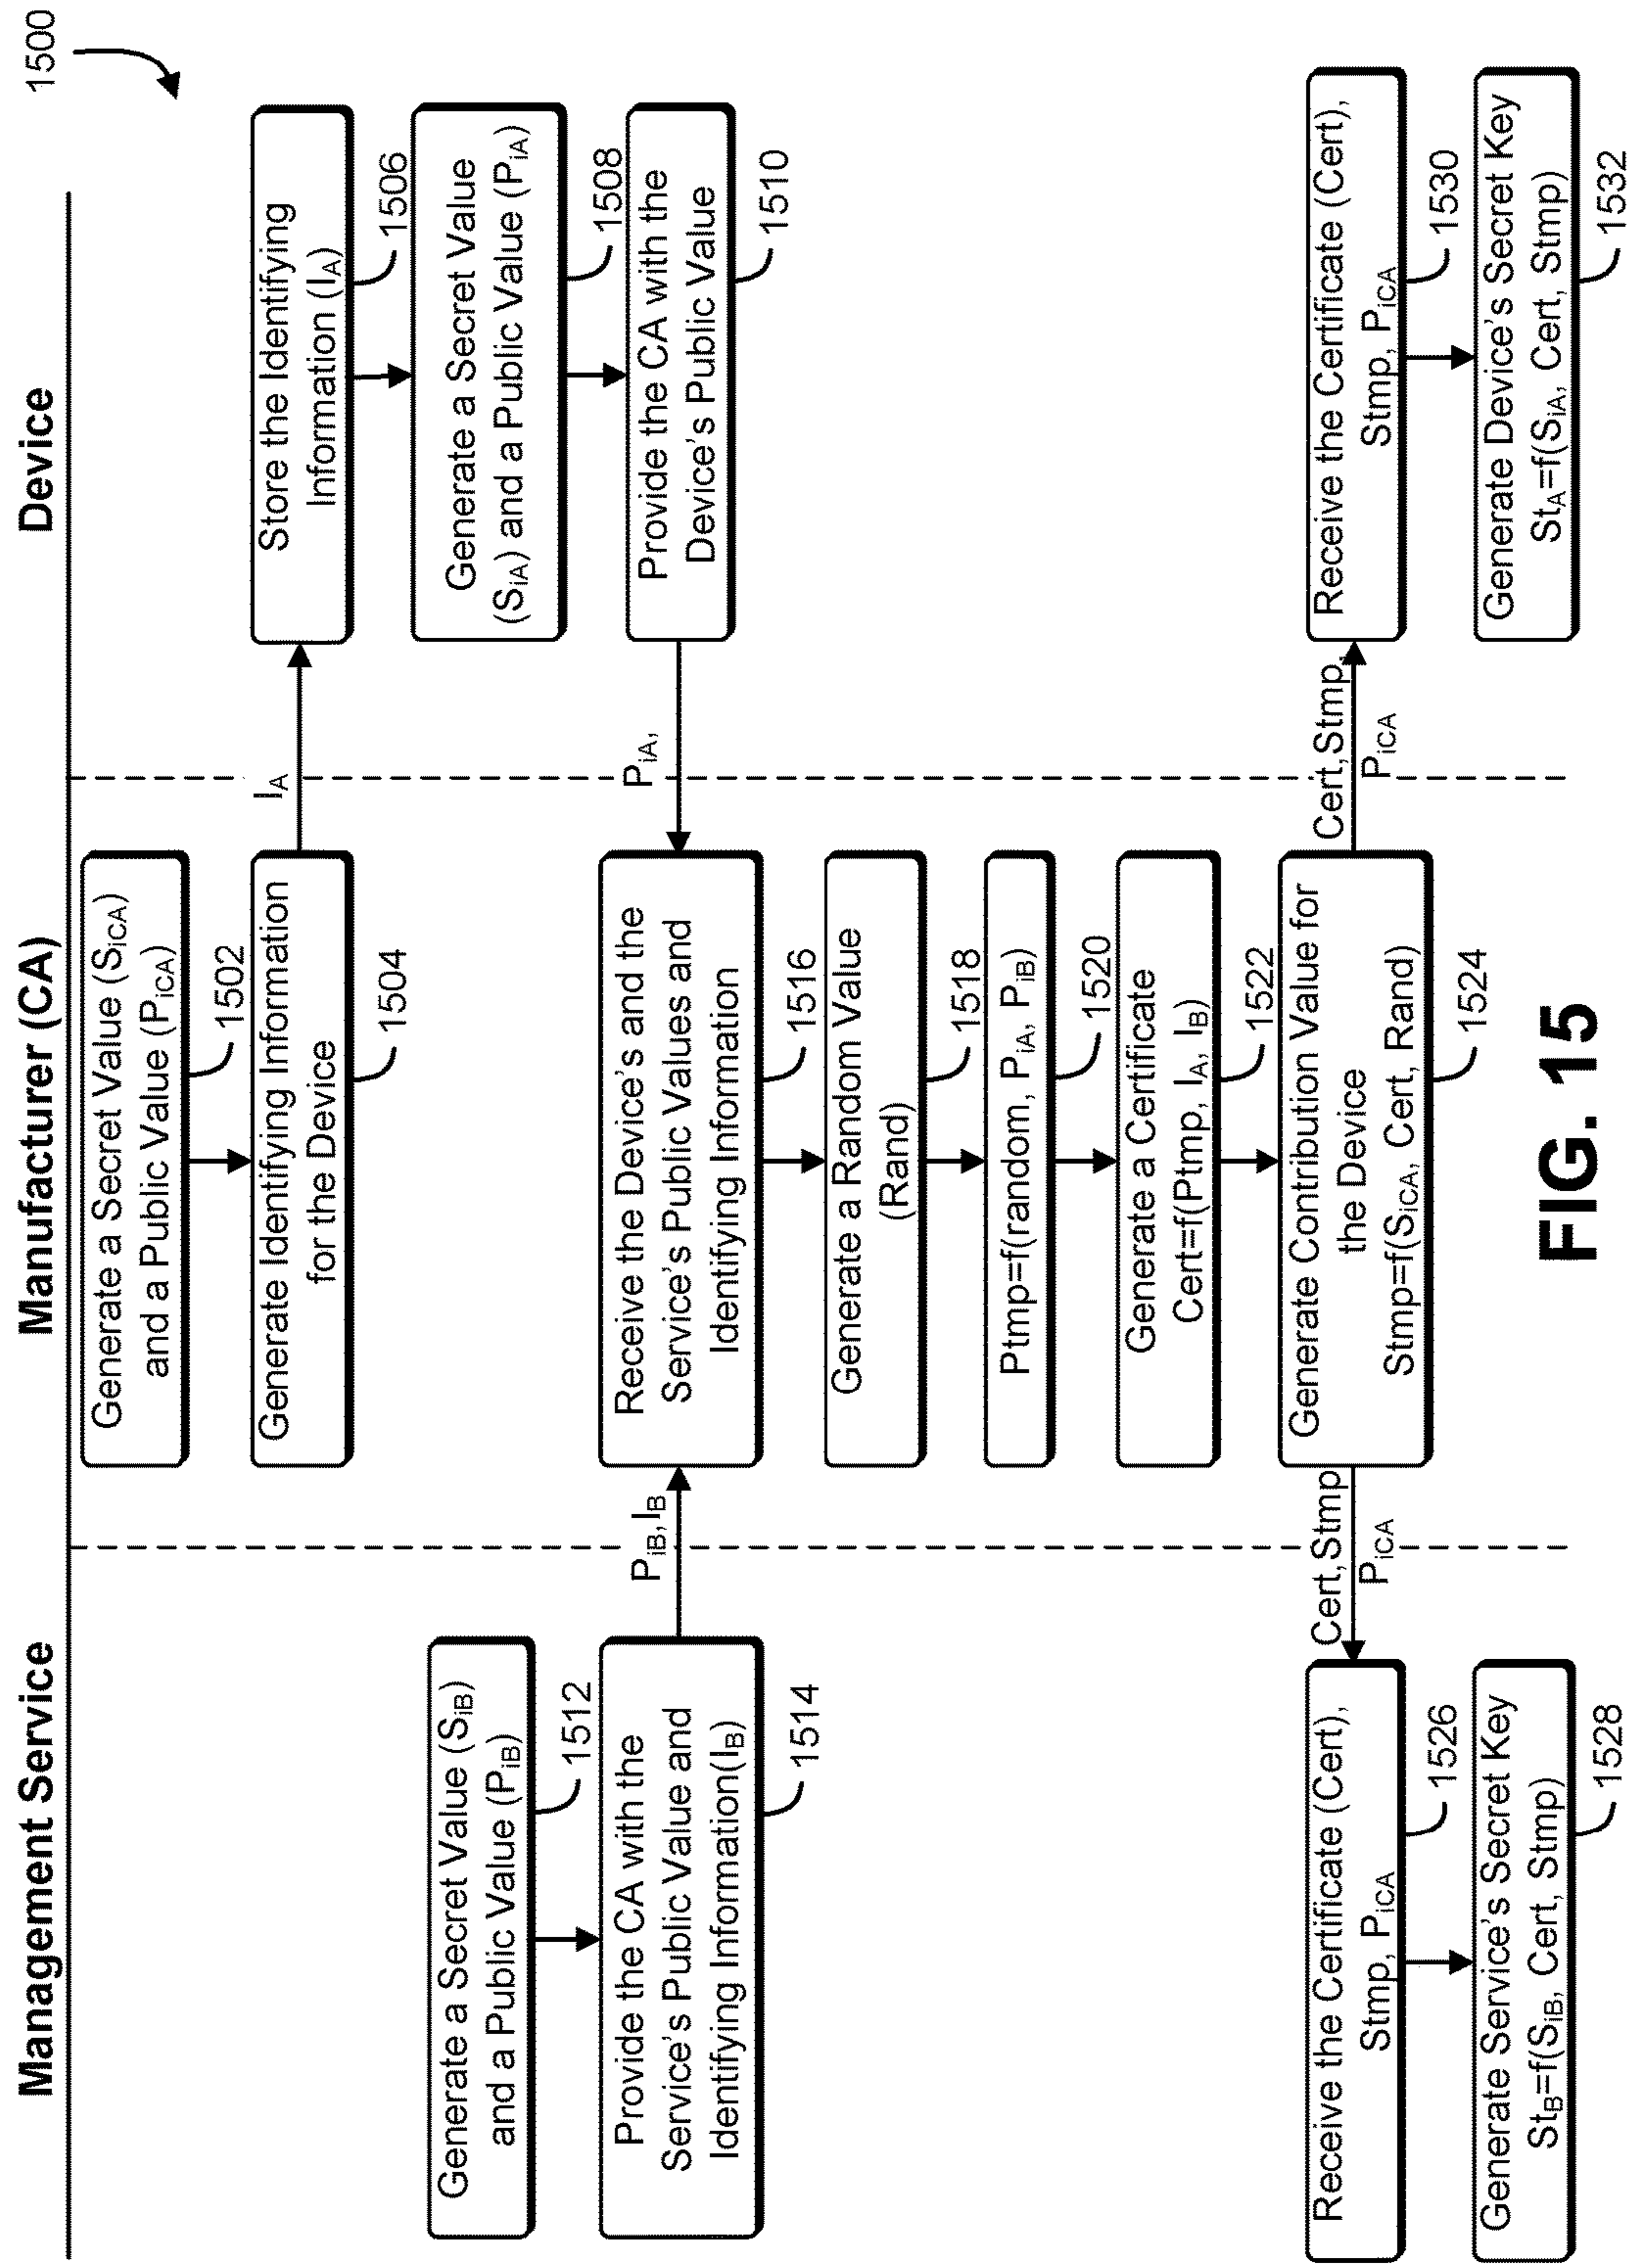 1500
Management Service
Manufacturer (CA)
Device
Generate a Secret Value (SiCA)
and a Public Value (PiCA)
1502
Generate Identifying Information
for the Device
1504
IA
Store the Identifying
Information (IA)
1506
Generate a Secret Value
(SiA) and a Public Value (PiA)
1508
Provide the CA with the
Device's Public Value
1510
PiA,
Generate a Secret Value (SiB)
and a Public Value (PiB)
1512
Provide the CA with the
Service's Public Value and
Identifying Information(IB)
1514
PiB,IB
Receive the Device's and the
Service's Public Values and
Identifying Information
1516
Generate a Random Value
(Rand)
1518
Ptmp=f(random, PiA, PiB)
1520
Generate a Certificate
Cert=f(Ptmp, IA, IB)
1522
Generate Contribution Value for
the Device
Stmp=f(SiCA, Cert, Rand)
1524
Cert,Stmp
PiCA
Receive the Certificate (Cert),
Stmp, PiCA
1526
Generate Service's Secret Key
StB=f(SiB, Cert, Stmp)
1528
Cert,Stmp,
PiCA
Receive the Certificate (Cert),
Stmp, PiCA
1530
Generate Device's Secret Key
StA=f(SiA, Cert, Stmp)
1532
FIG. 15